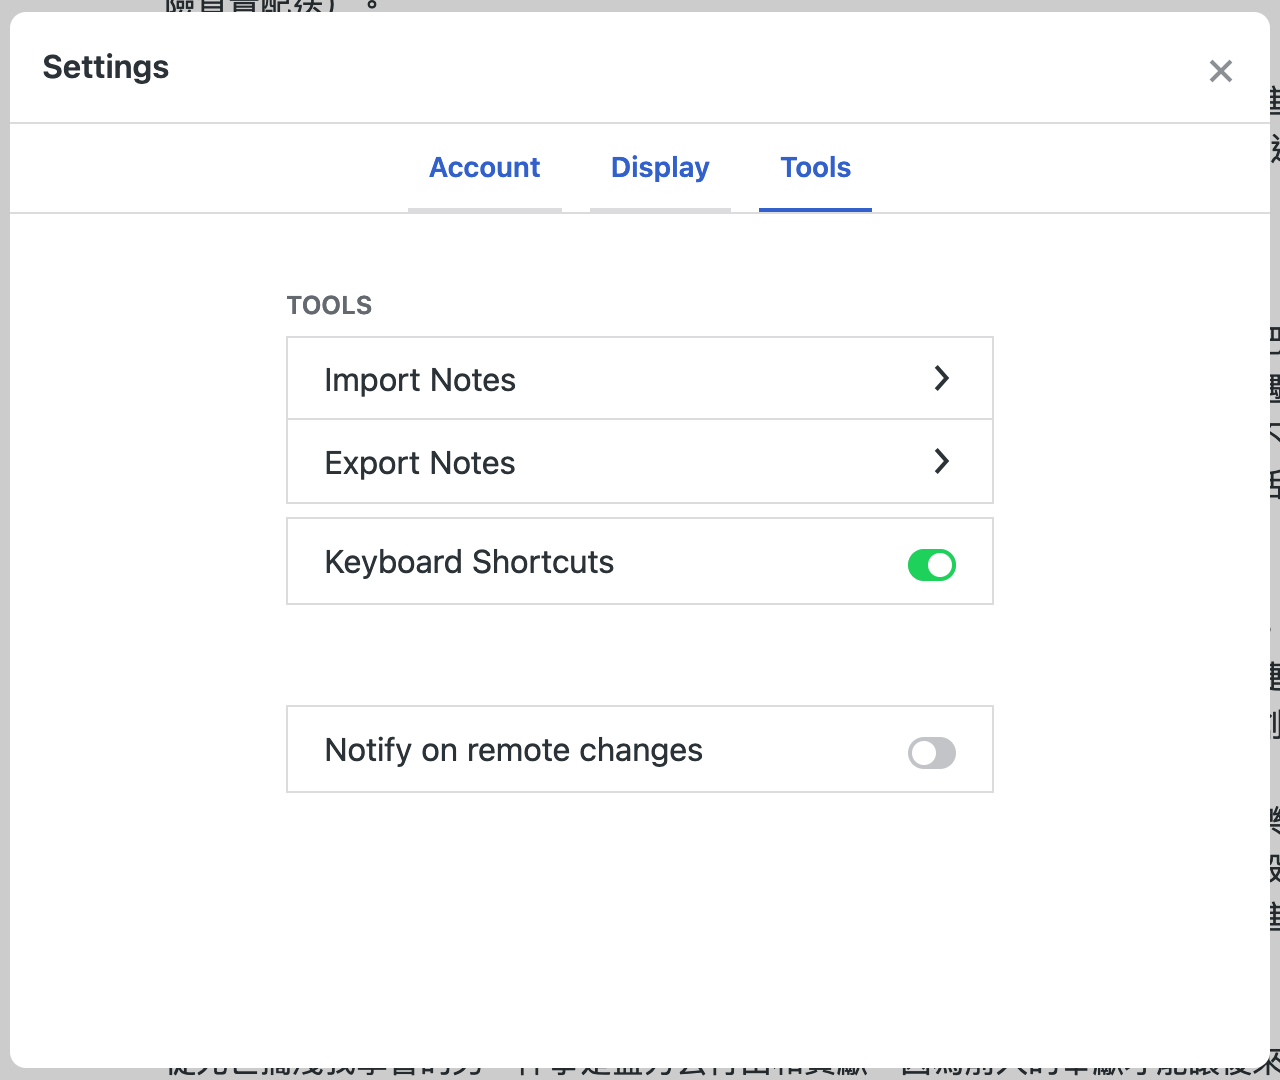 Settings
Account Display Tools
TOOLS
Import Notes
Export Notes
Keyboard Shortcuts
Notify on remote changes